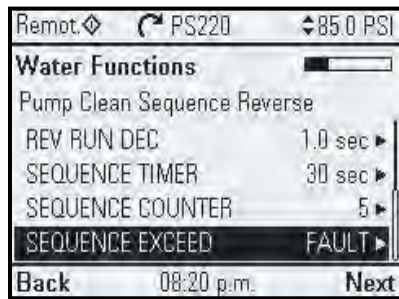 Remot. PS220 85.0 PSI
Water Functions
Pump Clean Sequence Reverse
REV RUN DEC 1.0 sec
SEQUENCE TIMER 30 sec
SEQUENCE COUNTER 5
SEQUENCE EXCEED FAULT
Back 08:20 p.m. Next